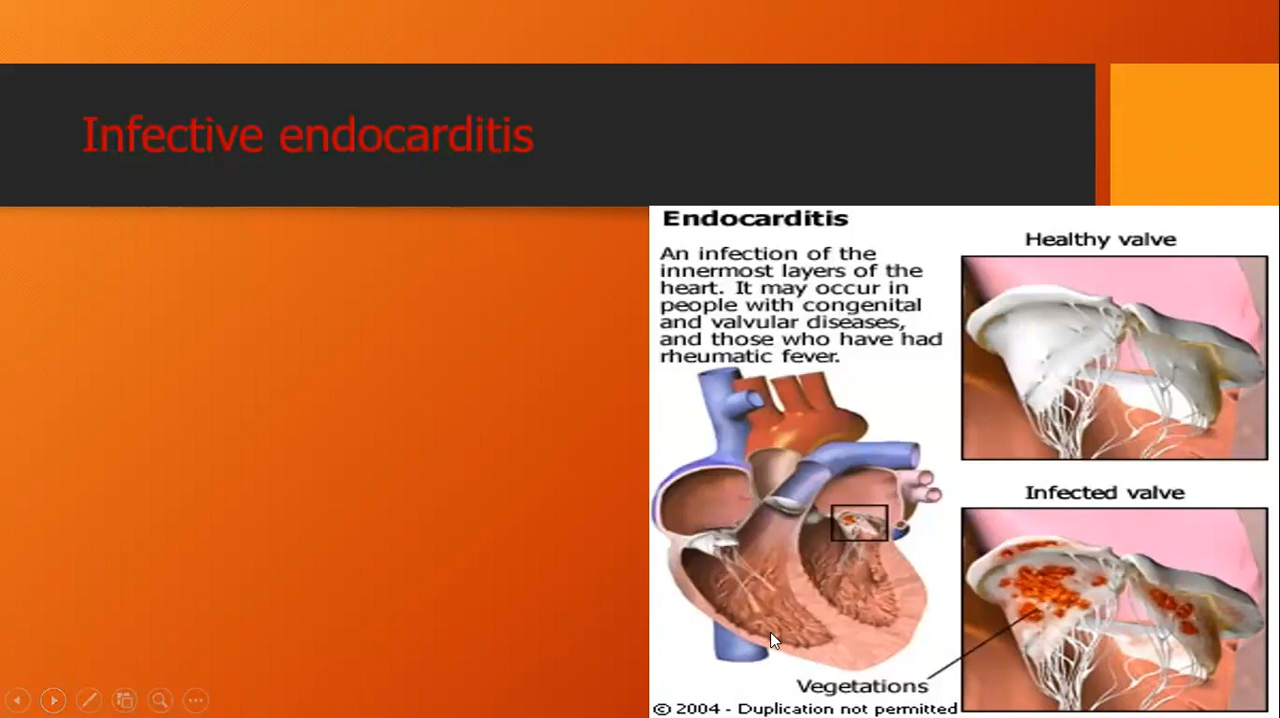 Infective endocarditis
Endocarditis
An infection of the
innermost layers of the
heart. It may occur in
people with congenital
and valvular diseases,
and those who have had
rheumatic fever.
Healthy valve
Infected valve
Vegetations
© 2004 - Duplication not permitted